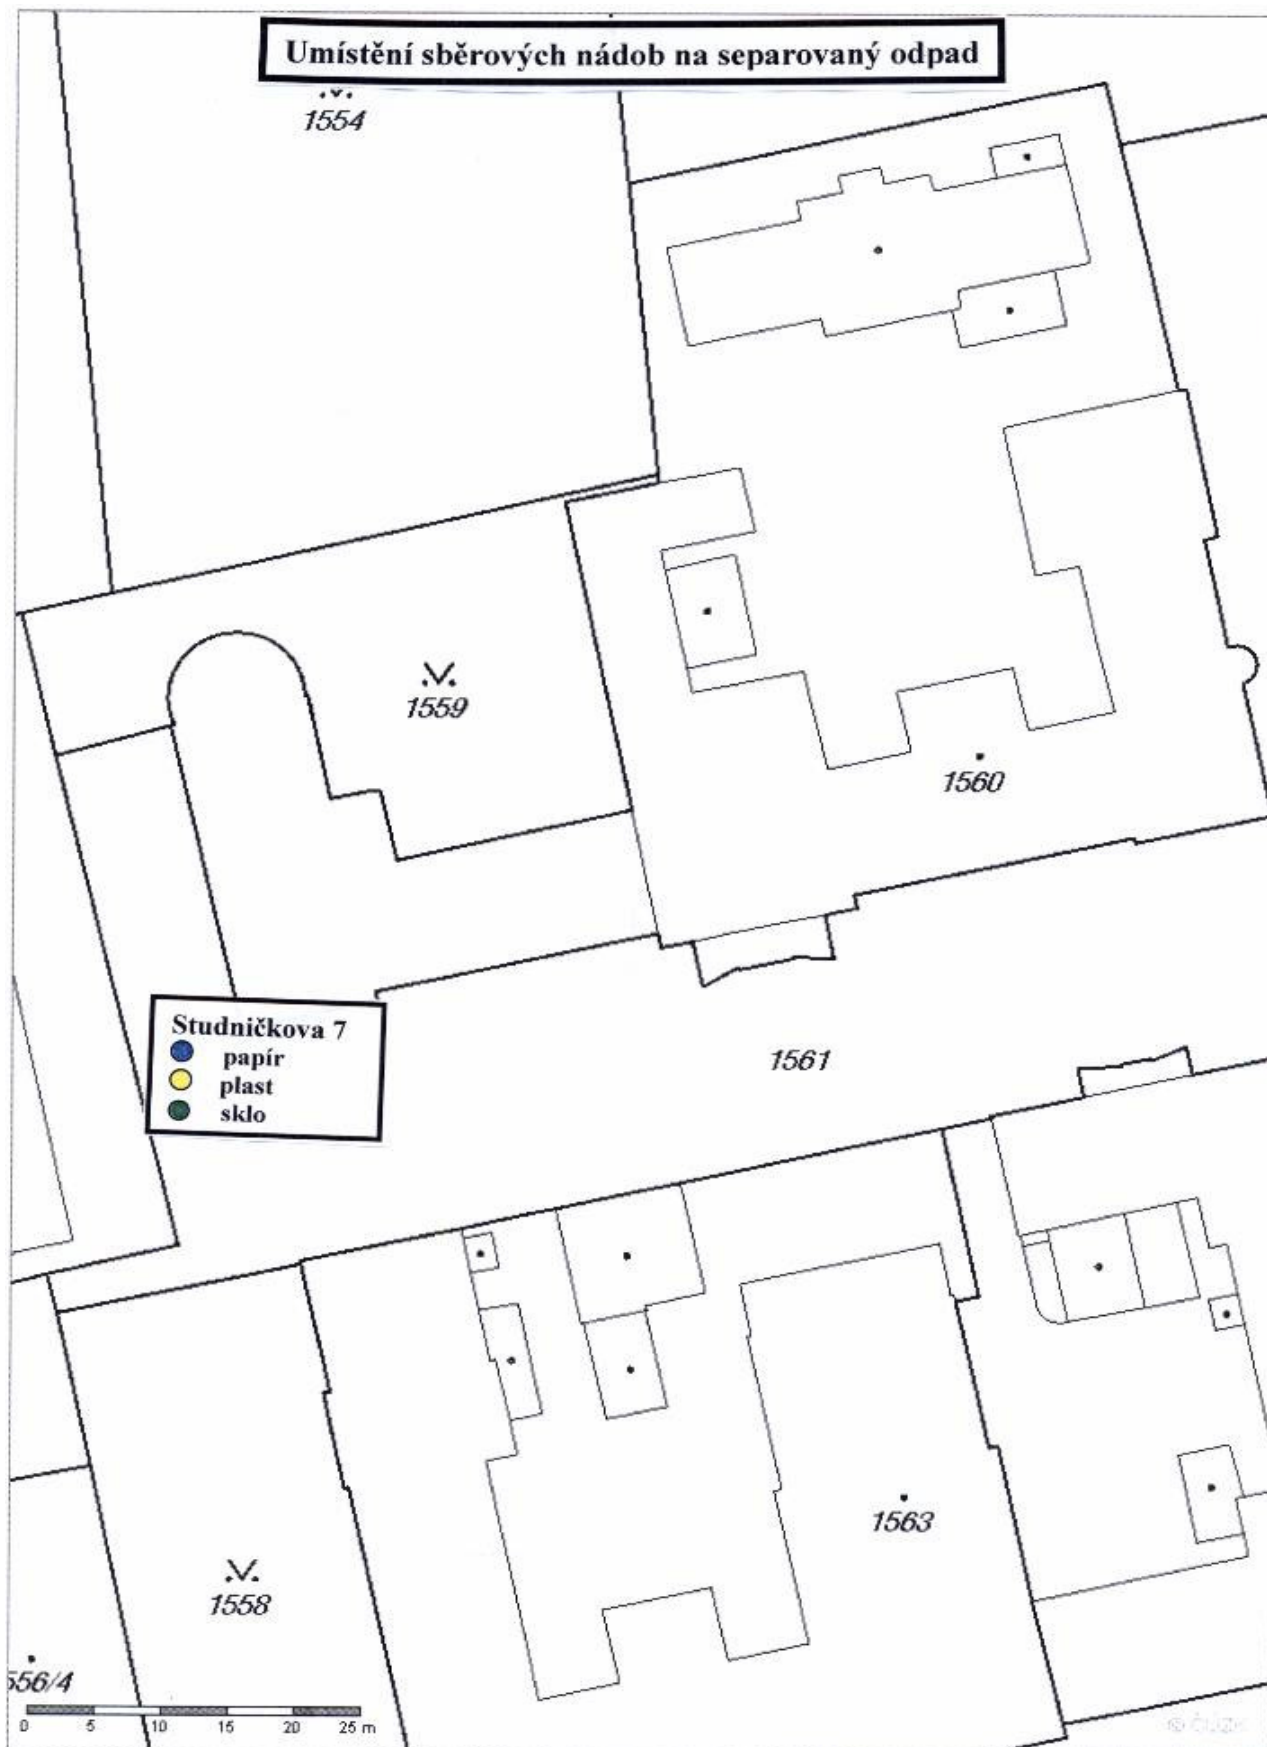 Umístění sběrových nádob na separovaný odpad
1554
1559
1560
Studničkova 7
papír
plast
sklo
1561
1563
1558
556/4
0 5 10 15 20 25 m
© ČÚZK